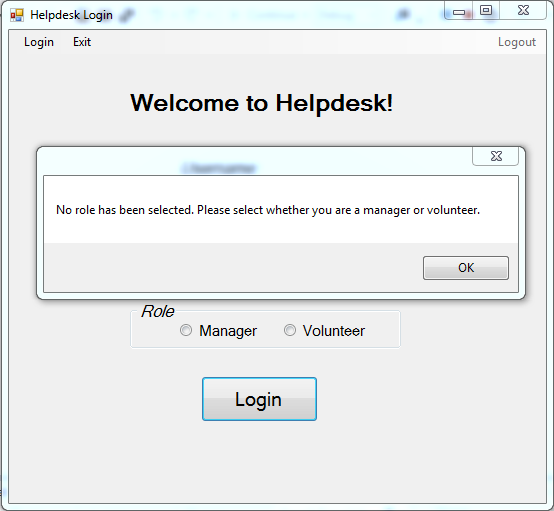 Helpdesk Login
Login Exit Logout
Welcome to Helpdesk!
Username
No role has been selected. Please select whether you are a manager or volunteer.
OK
Role
Manager Volunteer
Login